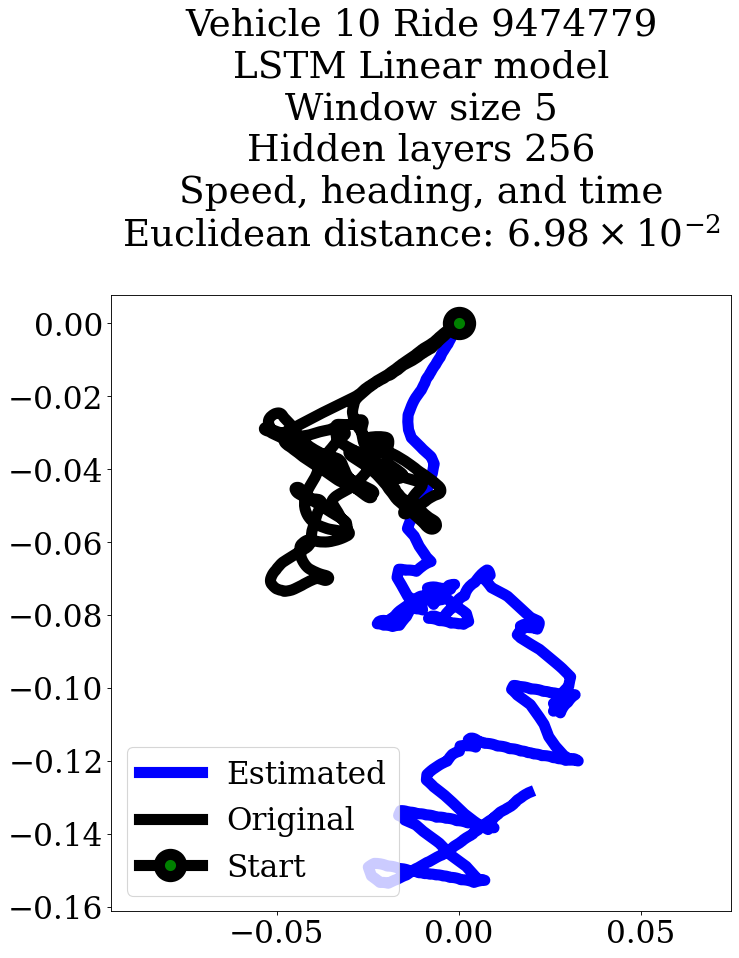 Vehicle 10 Ride 9474779
LSTM Linear model
Window size 5
Hidden layers 256
Speed, heading, and time
Euclidean distance: 6.98 × 10⁻²
0.00
−0.02
−0.04
−0.06
−0.08
−0.10
−0.12
−0.14
−0.16
Estimated
Original
Start
−0.05 0.00 0.05